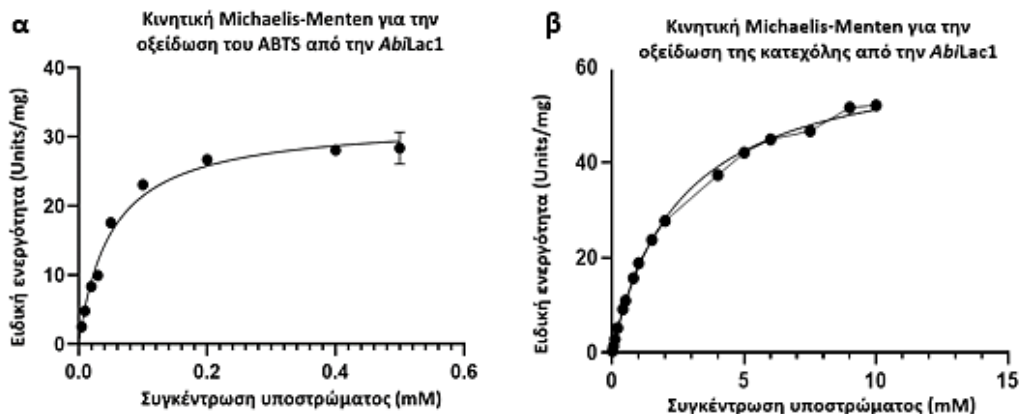 α
Κινητική Michaelis-Menten για την
οξείδωση του ABTS από την AbiLac1
Ειδική ενεργότητα (Units/mg)
40
30
20
10
0
0.0 0.2 0.4 0.6
Συγκέντρωση υποστρώματος (mM)
β
Κινητική Michaelis-Menten για την
οξείδωση της κατεχόλης από την AbiLac1
Ειδική ενεργότητα (Units/mg)
60
40
20
0
0 5 10 15
Συγκέντρωση υποστρώματος (mM)